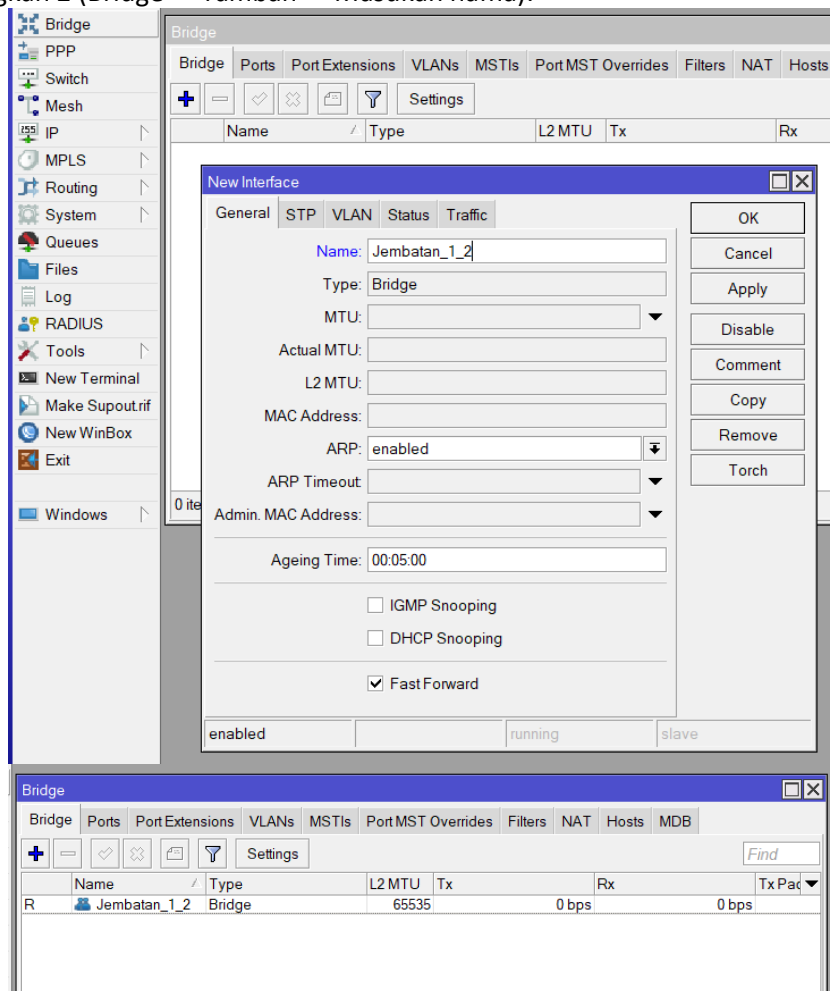 Bridge
PPP
Switch
Mesh
255 IP
MPLS
Routing
System
Queues
Files
Log
RADIUS
Tools
New Terminal
Make Supout.rif
New WinBox
Exit
Windows
Bridge
Bridge Ports Port Extensions VLANs MSTIs Port MST Overrides Filters NAT Hosts
Settings
Name Type L2 MTU Tx Rx
New Interface
General STP VLAN Status Traffic
Name: Jembatan_1_2
Type: Bridge
MTU:
Actual MTU:
L2 MTU:
MAC Address:
ARP: enabled
ARP Timeout
Admin. MAC Address:
Ageing Time: 00:05:00
IGMP Snooping
DHCP Snooping
Fast Forward
OK
Cancel
Apply
Disable
Comment
Copy
Remove
Torch
enabled running slave
0 ite
Bridge
Bridge Ports Port Extensions VLANs MSTIs Port MST Overrides Filters NAT Hosts MDB
Settings Find
Name Type L2 MTU Tx Rx Tx Pac
R Jembatan_1_2 Bridge 65535 0 bps 0 bps